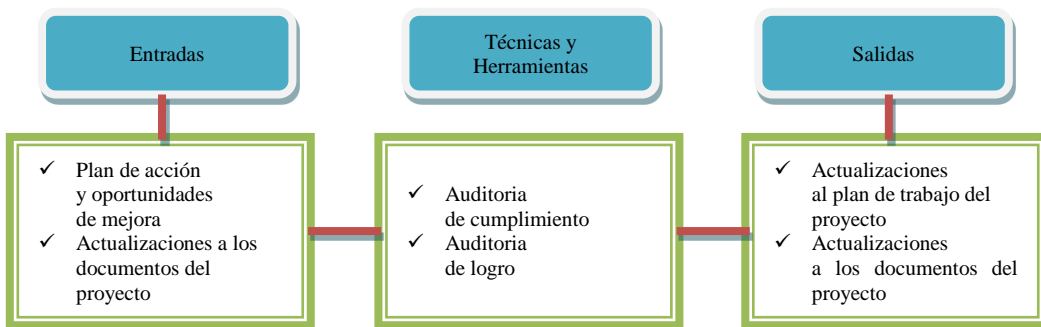 Entradas
Técnicas y
Herramientas
Salidas
✓ Plan de acción
y oportunidades
de mejora
✓ Actualizaciones a los
documentos del
proyecto
✓ Auditoria
de cumplimiento
✓ Auditoria
de logro
✓ Actualizaciones
al plan de trabajo del
proyecto
✓ Actualizaciones
a los documentos del
proyecto